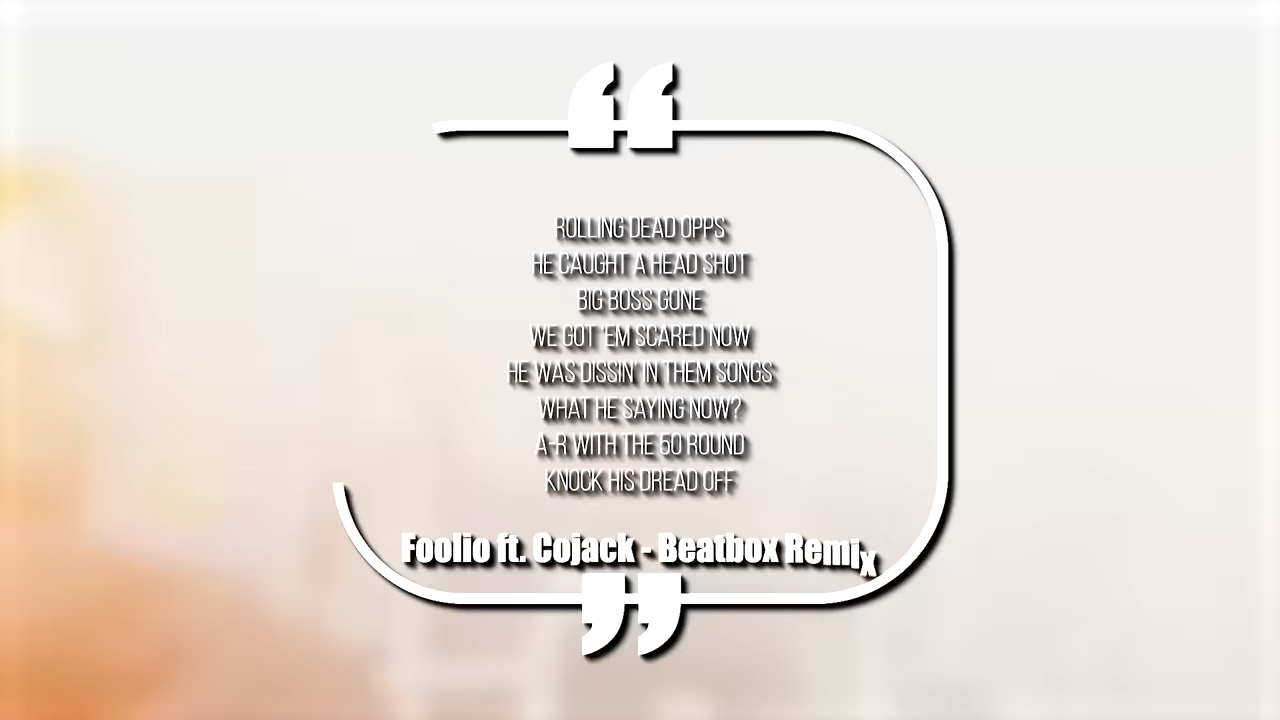 ROLLING DEAD OPPS
HE CAUGHT A HEAD SHOT
BIG BOSS GONE
WE GOT 'EM SCARED NOW
HE WAS DISSIN' IN THEM SONGS
WHAT HE SAYING NOW?
A-R WITH THE 50 ROUND
KNOCK HIS DREAD OFF
Foolio ft. Cojack - Beatbox Remix